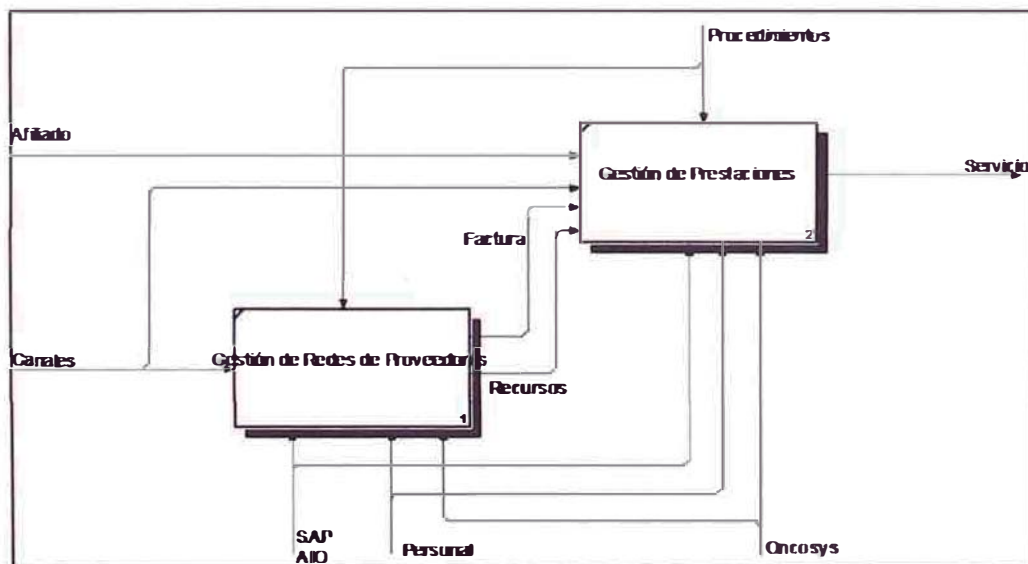 Procedimientos
Afiliado
Gestión de Prestaciones
Servicio
2
Factura
Canales
Gestión de Redes de Proveedores
Recursos
1
SAP
AIO
Personal
Oncosys